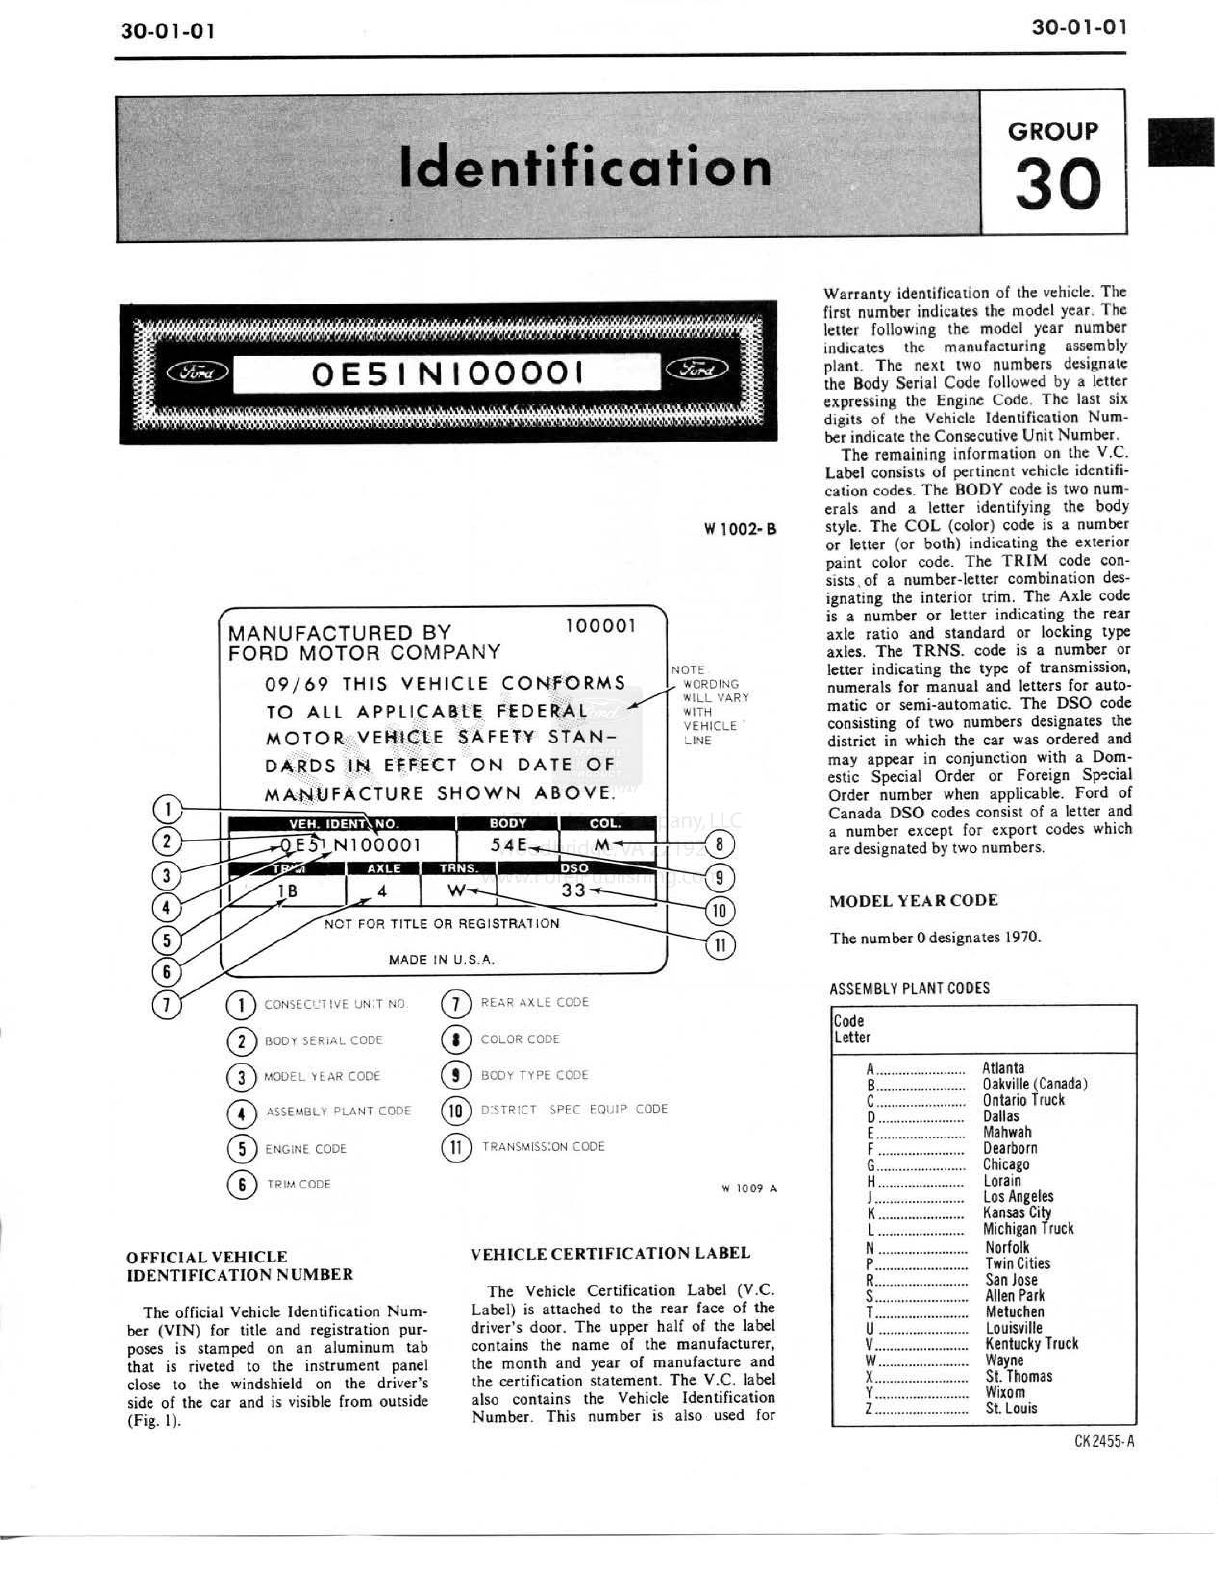 30-01-01
30-01-01
Identification
GROUP
30
Ford
0E51N100001
Ford
W 1002-B
MANUFACTURED BY
FORD MOTOR COMPANY
100001
09/69 THIS VEHICLE CONFORMS
TO ALL APPLICABLE FEDERAL
MOTOR VEHICLE SAFETY STAN-
DARDS IN EFFECT ON DATE OF
MANUFACTURE SHOWN ABOVE.
NOTE
WORDING
WILL VARY
WITH
VEHICLE
LINE
VEH. IDENT. NO.
BODY
COL.
0E51N100001
54E
M
TRIM
AXLE
TRNS.
DSO
1B
4
W
33
NOT FOR TITLE OR REGISTRATION
MADE IN U.S.A.
1
2
3
4
5
6
7
8
9
10
11
1 CONSECUTIVE UNIT NO.
2 BODY SERIAL CODE
3 MODEL YEAR CODE
4 ASSEMBLY PLANT CODE
5 ENGINE CODE
6 TRIM CODE
7 REAR AXLE CODE
8 COLOR CODE
9 BODY TYPE CODE
10 DISTRICT SPEC EQUIP CODE
11 TRANSMISSION CODE
W 1009 A
OFFICIAL VEHICLE
IDENTIFICATION NUMBER
The official Vehicle Identification Num-
ber (VIN) for title and registration pur-
poses is stamped on an aluminum tab
that is riveted to the instrument panel
close to the windshield on the driver's
side of the car and is visible from outside
(Fig. 1).
VEHICLE CERTIFICATION LABEL
The Vehicle Certification Label (V.C.
Label) is attached to the rear face of the
driver's door. The upper half of the label
contains the name of the manufacturer,
the month and year of manufacture and
the certification statement. The V.C. label
also contains the Vehicle Identification
Number. This number is also used for
Warranty identification of the vehicle. The
first number indicates the model year. The
letter following the model year number
indicates the manufacturing assembly
plant. The next two numbers designate
the Body Serial Code followed by a letter
expressing the Engine Code. The last six
digits of the Vehicle Identification Num-
ber indicate the Consecutive Unit Number.
The remaining information on the V.C.
Label consists of pertinent vehicle identifi-
cation codes. The BODY code is two num-
erals and a letter identifying the body
style. The COL (color) code is a number
or letter (or both) indicating the exterior
paint color code. The TRIM code con-
sists of a number-letter combination des-
ignating the interior trim. The Axle code
is a number or letter indicating the rear
axle ratio and standard or locking type
axles. The TRNS. code is a number or
letter indicating the type of transmission,
numerals for manual and letters for auto-
matic or semi-automatic. The DSO code
consisting of two numbers designates the
district in which the car was ordered and
may appear in conjunction with a Dom-
estic Special Order or Foreign Special
Order number when applicable. Ford of
Canada DSO codes consist of a letter and
a number except for export codes which
are designated by two numbers.
MODEL YEAR CODE
The number 0 designates 1970.
ASSEMBLY PLANT CODES
Code
Letter
A........................ Atlanta
B........................ Oakville (Canada)
C........................ Ontario Truck
D........................ Dallas
E........................ Mahwah
F........................ Dearborn
G........................ Chicago
H........................ Lorain
J........................ Los Angeles
K........................ Kansas City
L........................ Michigan Truck
N........................ Norfolk
P........................ Twin Cities
R........................ San Jose
S........................ Allen Park
T........................ Metuchen
U........................ Louisville
V........................ Kentucky Truck
W........................ Wayne
X........................ St. Thomas
Y........................ Wixom
Z........................ St. Louis
CK2455-A